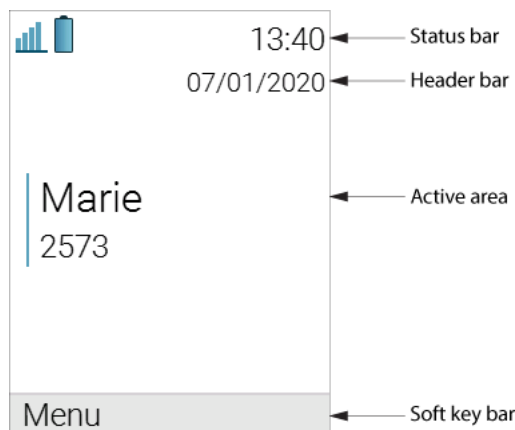 13:40
Status bar
07/01/2020
Header bar
Marie
Active area
2573
Menu
Soft key bar